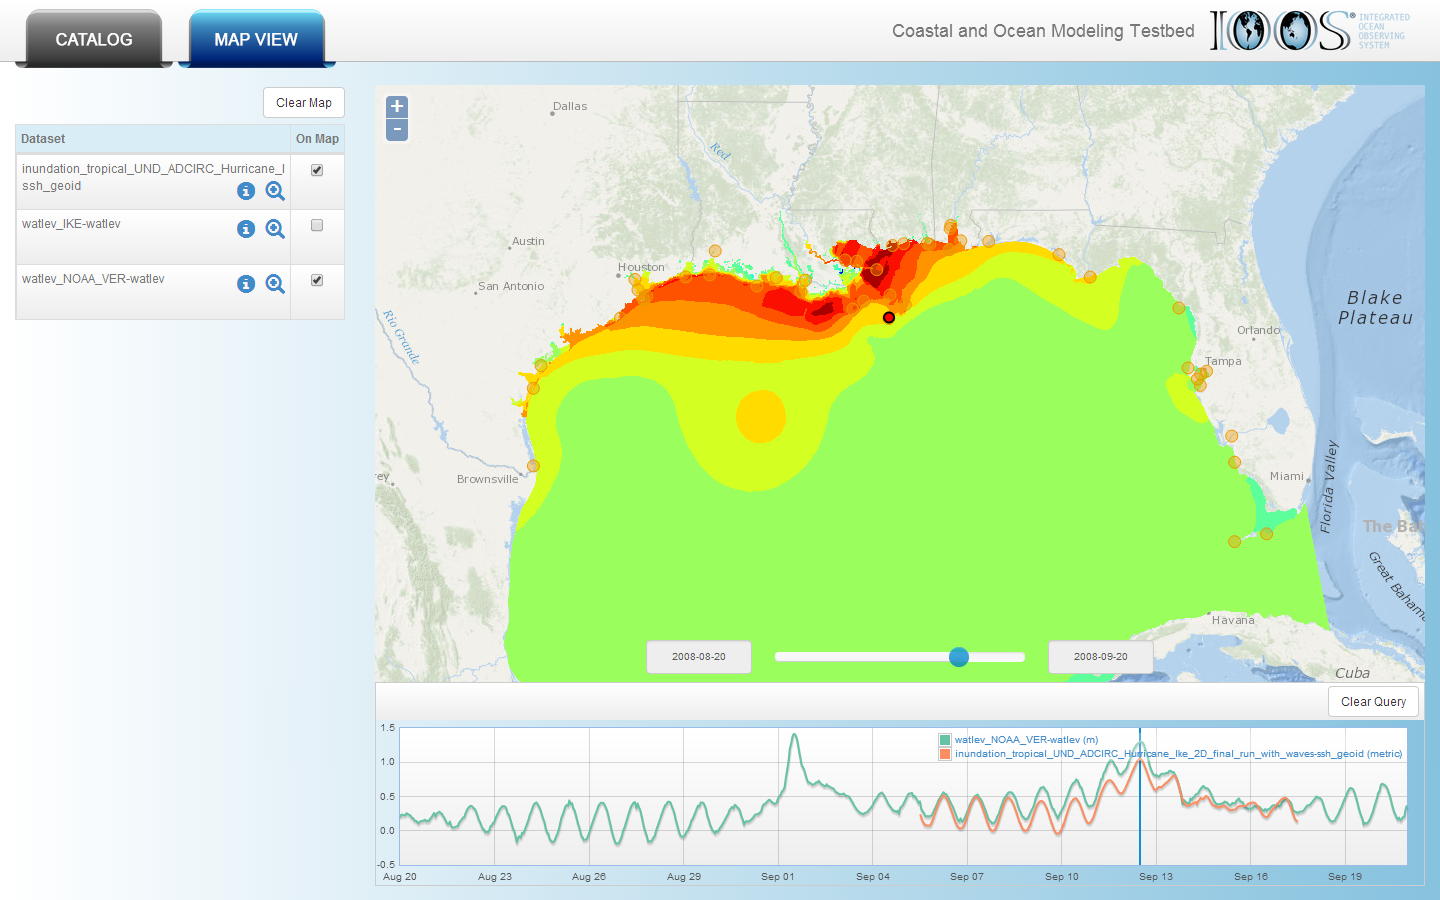 CATALOG
MAP VIEW
Coastal and Ocean Modeling Testbed
IOOS®
INTEGRATED
OCEAN
OBSERVING
SYSTEM
Clear Map
Dataset
On Map
inundation_tropical_UND_ADCIRC_Hurricane_I
ssh_geoid
watlev_IKE-watlev
watlev_NOAA_VER-watlev
+
-
Dallas
Red
Austin
Houston
San Antonio
Rio Grande
Brownsville
rey
Blake
Plateau
Orlando
Tampa
Miami
Florida Valley
The Ba
Great Bahama
Havana
Cuba
2008-08-20
2008-09-20
Clear Query
watlev_NOAA_VER-watlev (m)
inundation_tropical_UND_ADCIRC_Hurricane_Ike_2D_final_run_with_waves-ssh_geoid (metric)
1.5
1.0
0.5
0.0
-0.5
Aug 20
Aug 23
Aug 26
Aug 29
Sep 01
Sep 04
Sep 07
Sep 10
Sep 13
Sep 16
Sep 19